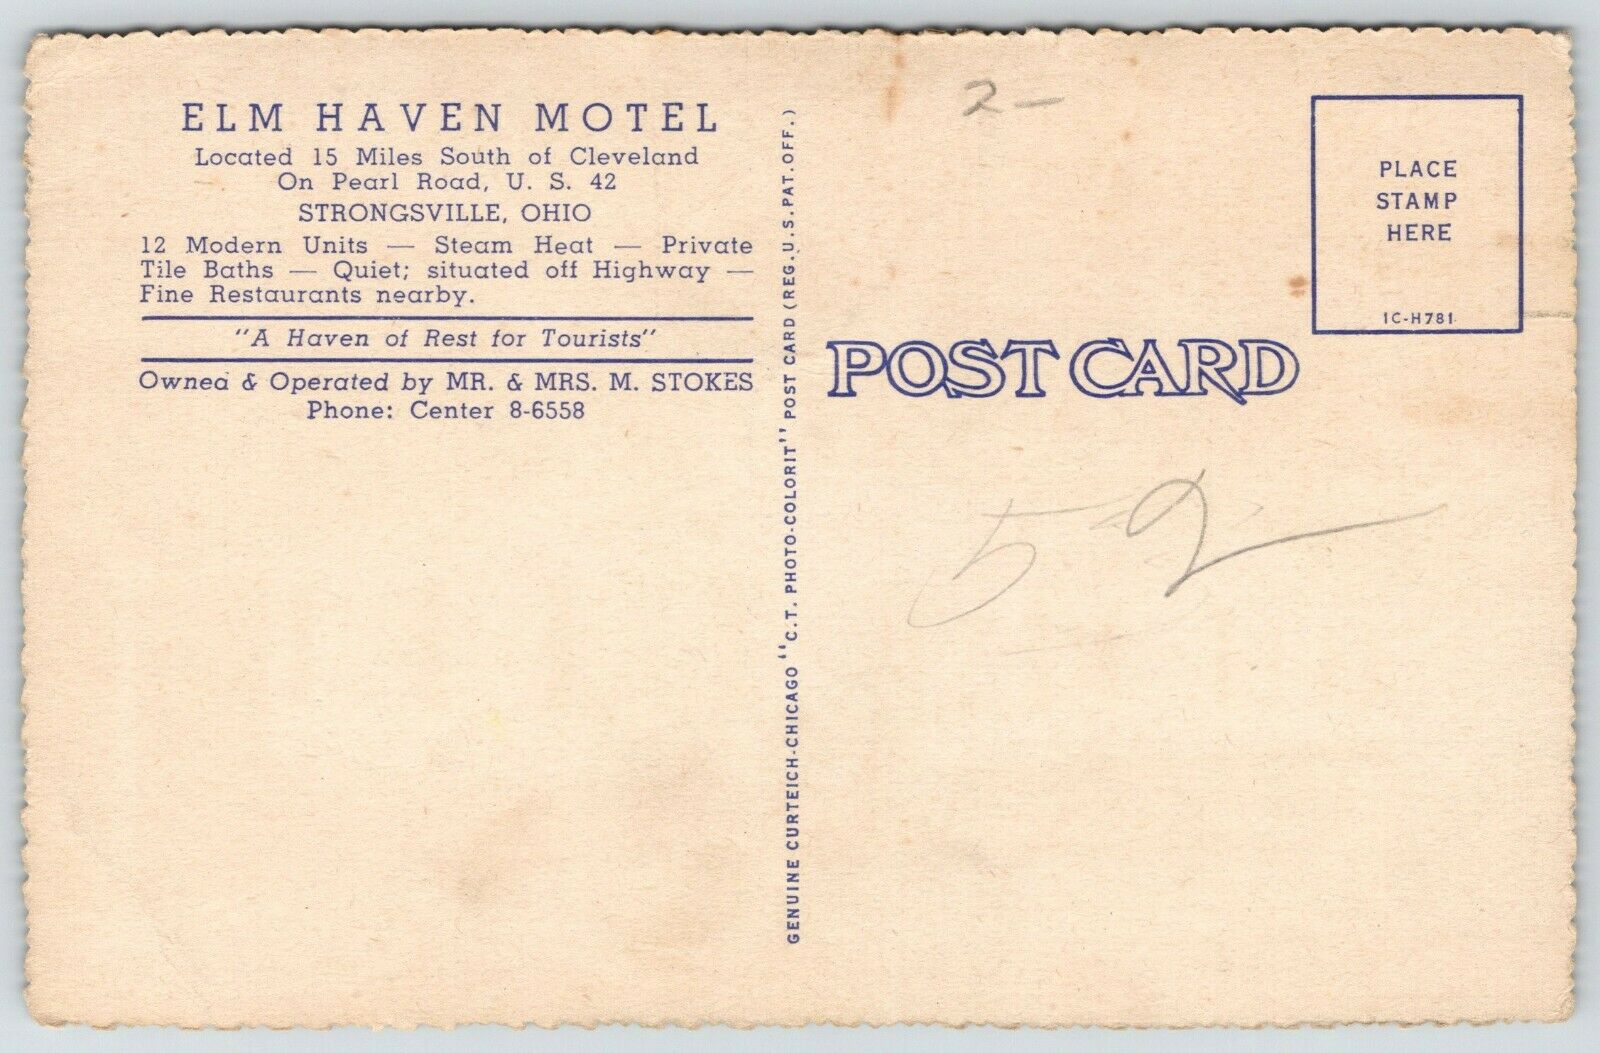 ELM HAVEN MOTEL
Located 15 Miles South of Cleveland
On Pearl Road, U. S. 42
STRONGSVILLE, OHIO
12 Modern Units — Steam Heat — Private
Tile Baths — Quiet; situated off Highway —
Fine Restaurants nearby.
"A Haven of Rest for Tourists"
Owned & Operated by MR. & MRS. M. STOKES
Phone: Center 8-6558
GENUINE CURTEICH-CHICAGO "C.T. PHOTO-COLORIT" POST CARD (REG. U.S. PAT. OFF.)
2-
PLACE
STAMP
HERE
1C-H781
POST CARD
52